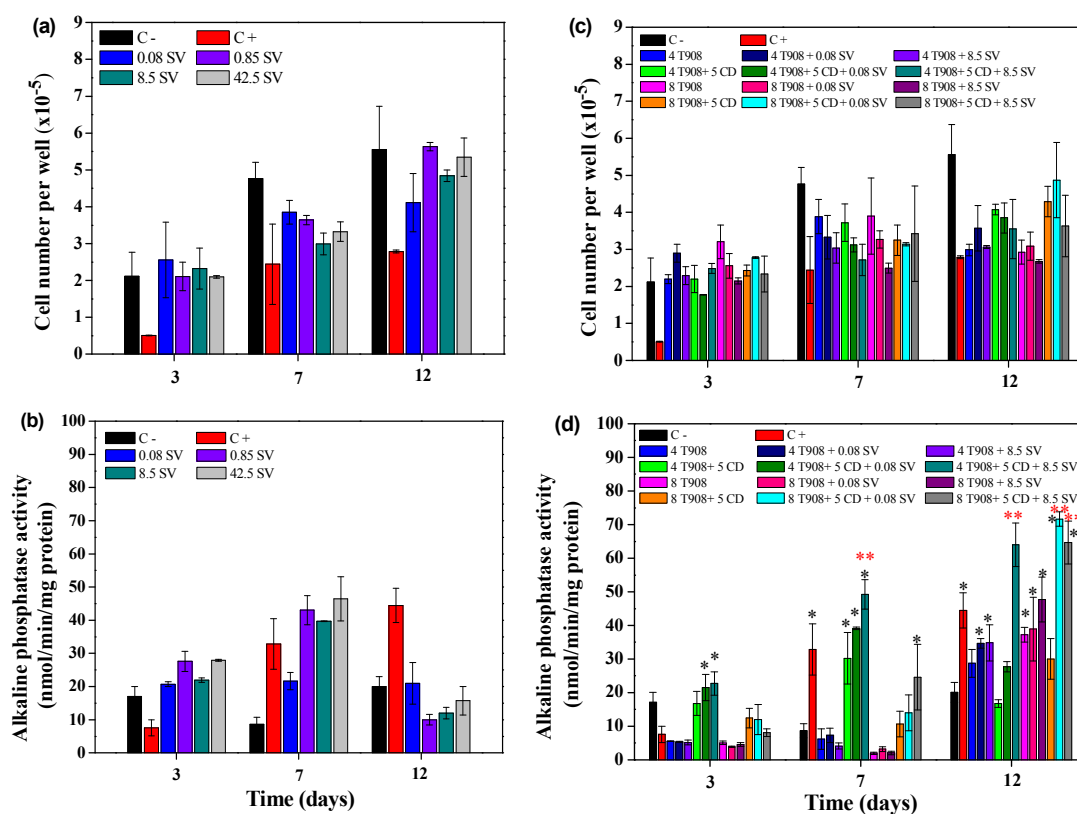 (a)
C -
C +
0.08 SV
0.85 SV
8.5 SV
42.5 SV
Cell number per well (x10-5)
9
8
7
6
5
4
3
2
1
0
3
7
12
(b)
C -
C +
0.08 SV
0.85 SV
8.5 SV
42.5 SV
Alkaline phosphatase activity
(nmol/min/mg protein)
100
90
80
70
60
50
40
30
20
10
0
3
7
12
Time (days)
(c)
C -
C +
4 T908
4 T908 + 0.08 SV
4 T908 + 8.5 SV
4 T908+ 5 CD
4 T908+ 5 CD + 0.08 SV
4 T908+ 5 CD + 8.5 SV
8 T908
8 T908 + 0.08 SV
8 T908 + 8.5 SV
8 T908+ 5 CD
8 T908+ 5 CD + 0.08 SV
8 T908+ 5 CD + 8.5 SV
Cell number per well (x10-5)
9
8
7
6
5
4
3
2
1
0
3
7
12
(d)
C -
C +
4 T908
4 T908 + 0.08 SV
4 T908 + 8.5 SV
4 T908+ 5 CD
4 T908+ 5 CD + 0.08 SV
4 T908+ 5 CD + 8.5 SV
8 T908
8 T908 + 0.08 SV
8 T908 + 8.5 SV
8 T908+ 5 CD
8 T908+ 5 CD + 0.08 SV
8 T908+ 5 CD + 8.5 SV
Alkaline phosphatase activity
(nmol/min/mg protein)
100
90
80
70
60
50
40
30
20
10
0
3
7
12
Time (days)